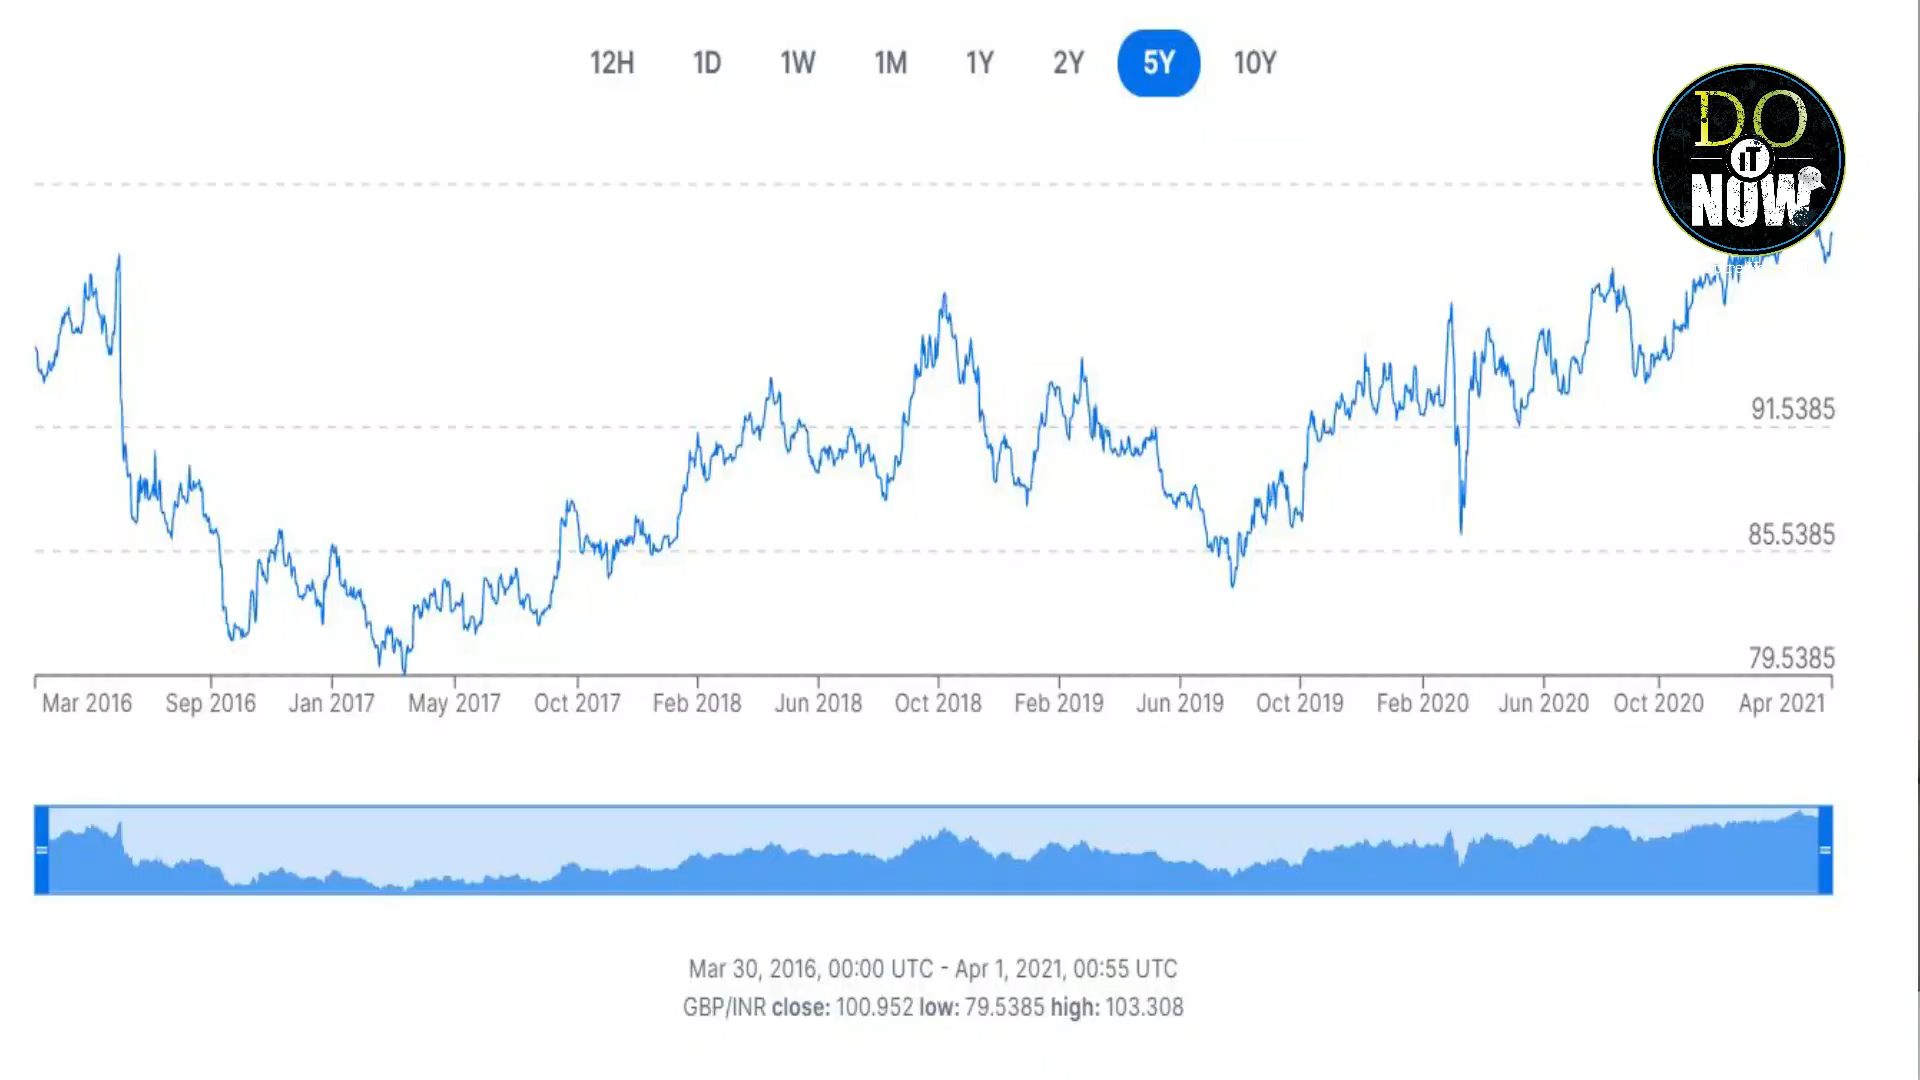 12H 1D 1W 1M 1Y 2Y 5Y 10Y
DO
IT
NOW
91.5385
85.5385
79.5385
Mar 2016 Sep 2016 Jan 2017 May 2017 Oct 2017 Feb 2018 Jun 2018 Oct 2018 Feb 2019 Jun 2019 Oct 2019 Feb 2020 Jun 2020 Oct 2020 Apr 2021
Mar 30, 2016, 00:00 UTC - Apr 1, 2021, 00:55 UTC
GBP/INR close: 100.952 low: 79.5385 high: 103.308